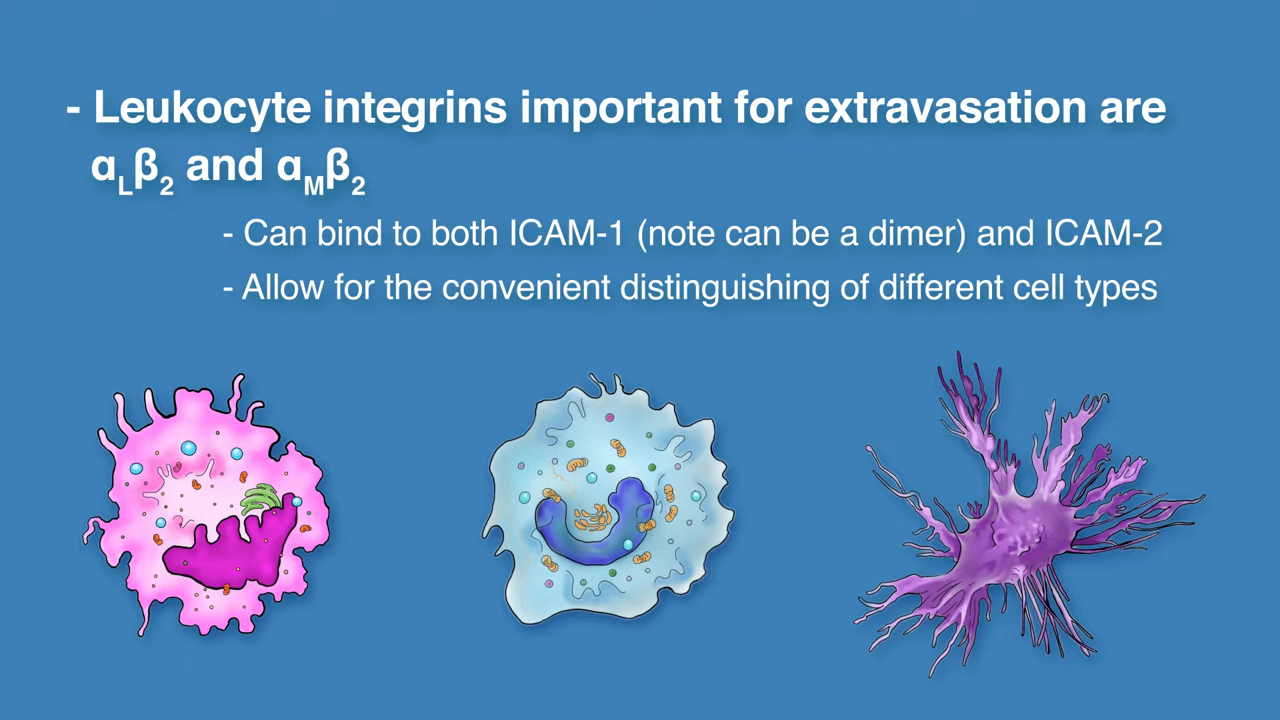 - Leukocyte integrins important for extravasation are
αLβ2 and αMβ2
- Can bind to both ICAM-1 (note can be a dimer) and ICAM-2
- Allow for the convenient distinguishing of different cell types